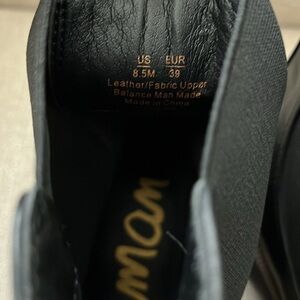 US EUR
8.5M 39
Leather/Fabric Upper
Balance Man Made
Made in China